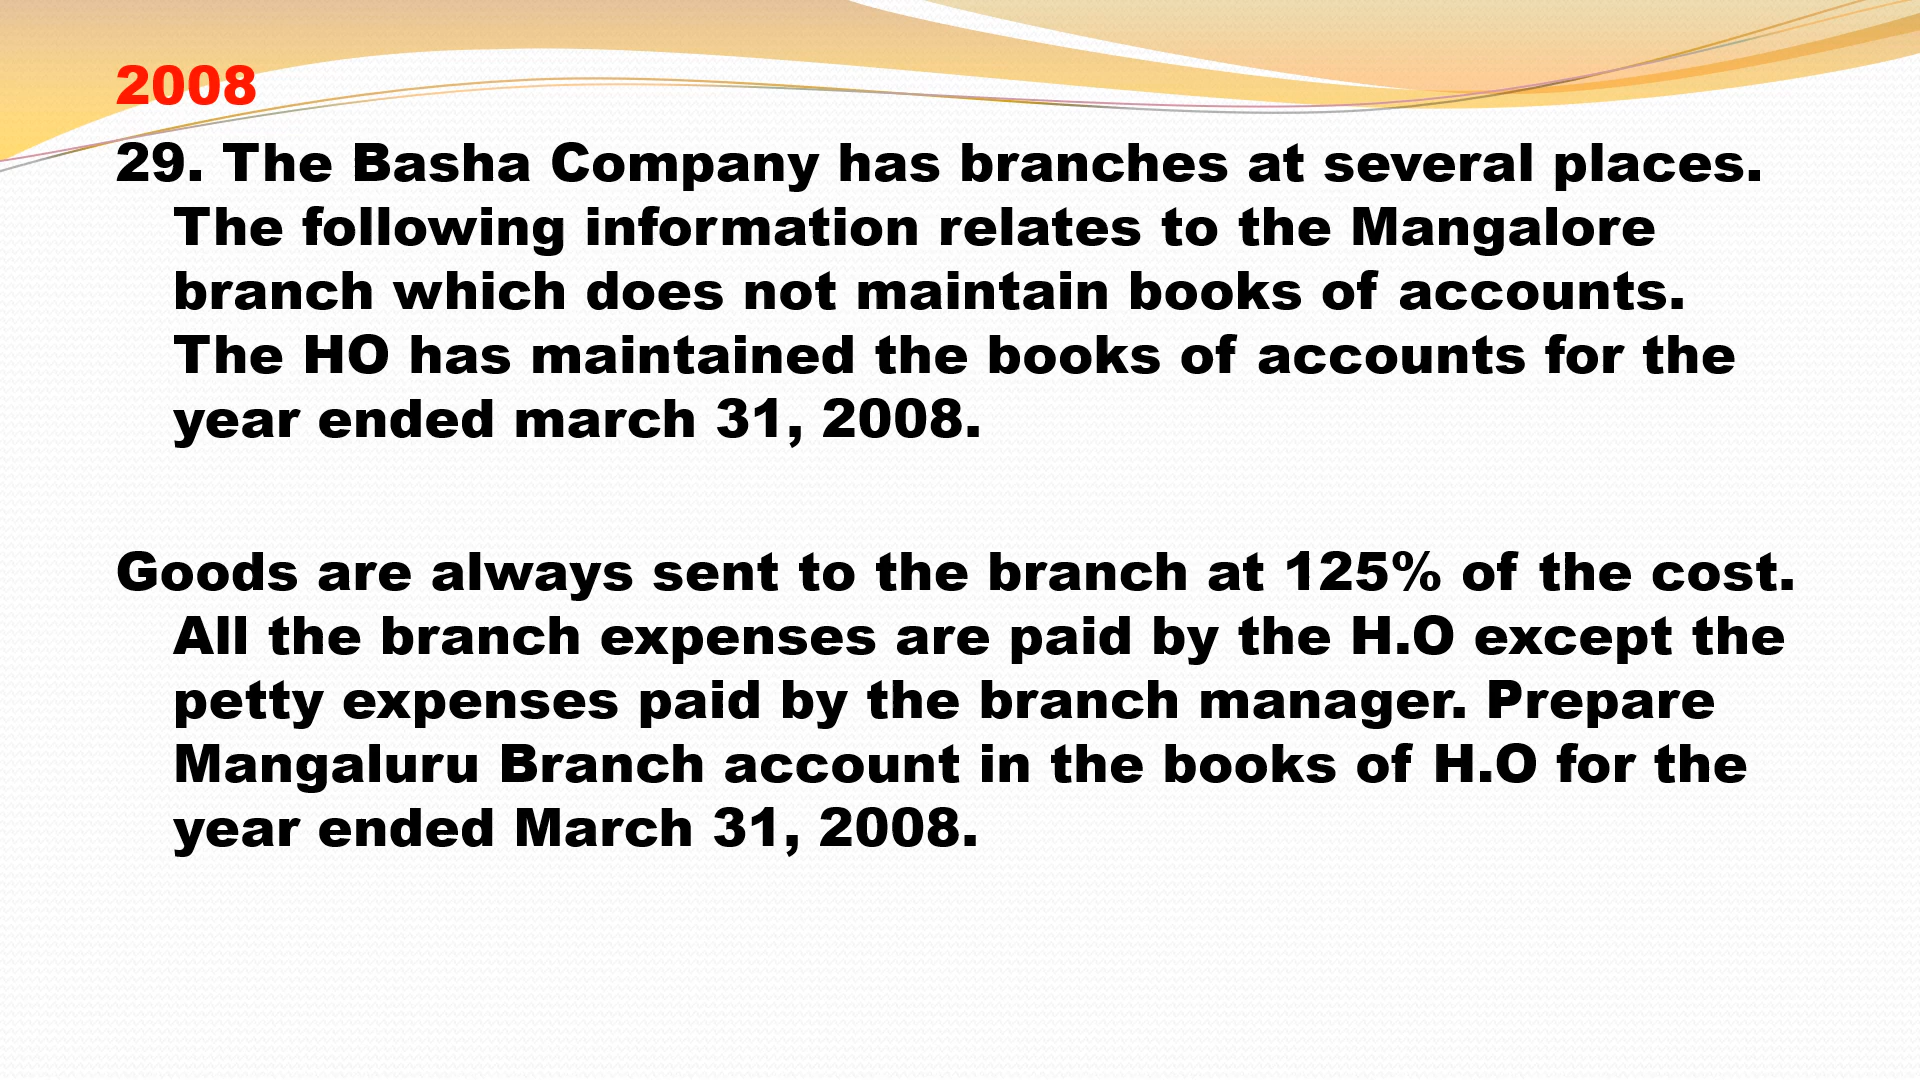 2008
29. The Basha Company has branches at several places.
The following information relates to the Mangalore
branch which does not maintain books of accounts.
The HO has maintained the books of accounts for the
year ended march 31, 2008.
Goods are always sent to the branch at 125% of the cost.
All the branch expenses are paid by the H.O except the
petty expenses paid by the branch manager. Prepare
Mangaluru Branch account in the books of H.O for the
year ended March 31, 2008.